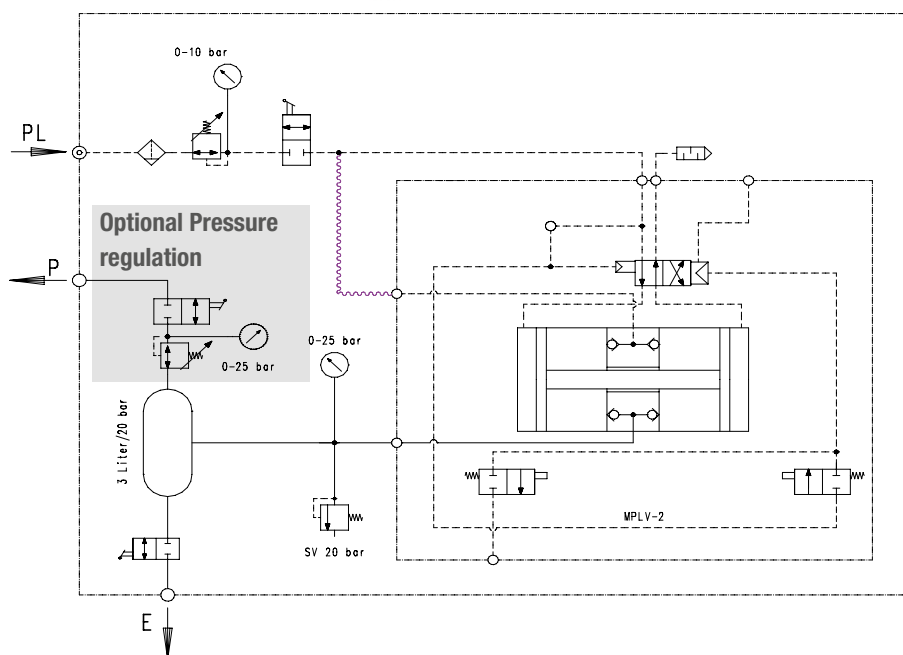 0-10 bar
PL
Optional Pressure
regulation
P
0-25 bar
0-25 bar
3 Liter/20 bar
MPLV-2
SV 20 bar
E